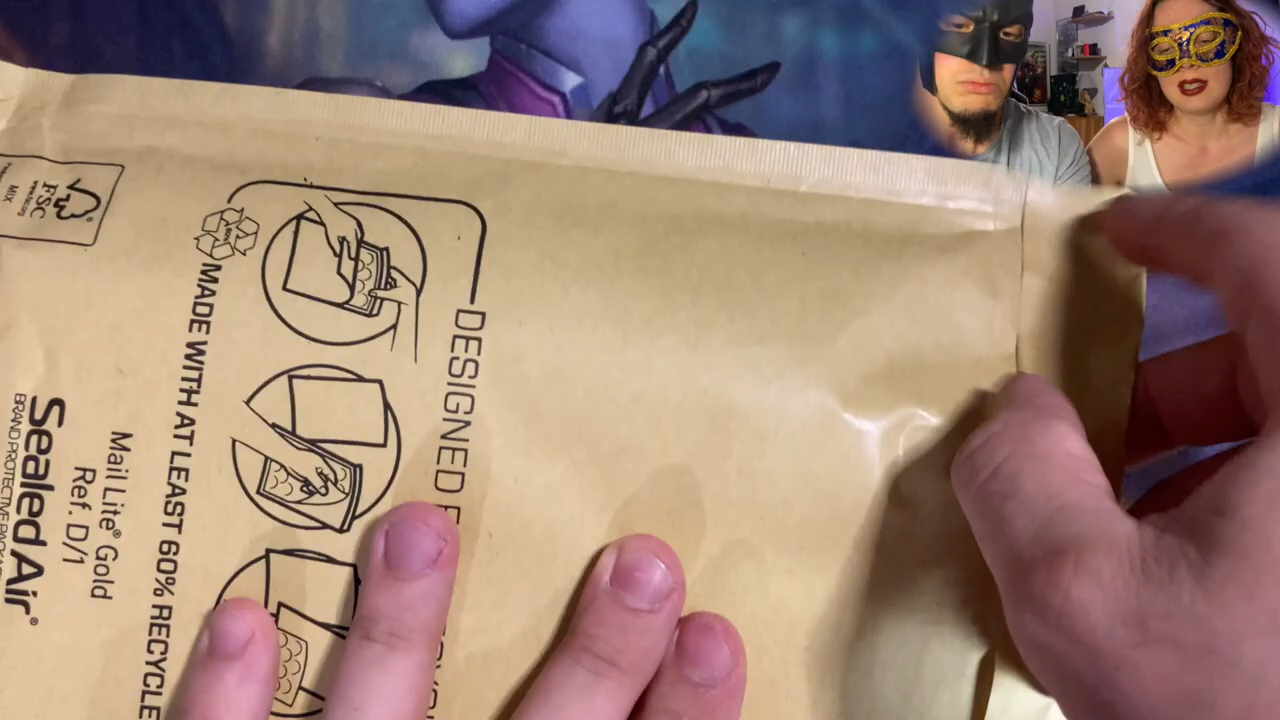 FSC
MIX
MADE WITH AT LEAST 60% RECYCLE
DESIGNED
Mail Lite® Gold
Ref. D/1
Sealed Air®